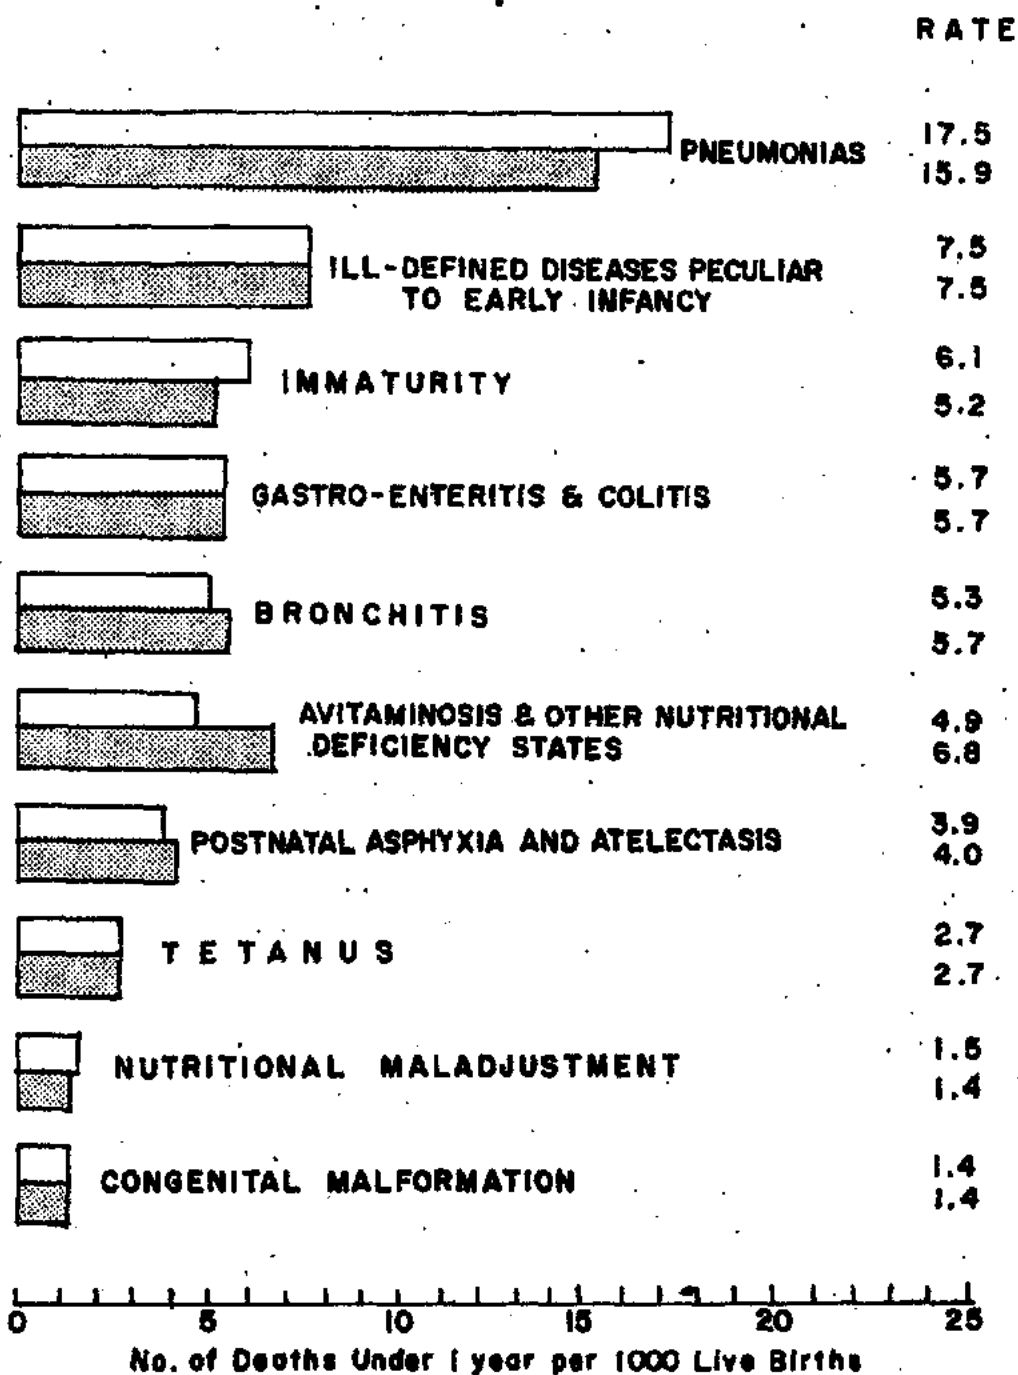 RATE
PNEUMONIAS
17.5
15.9
ILL-DEFINED DISEASES PECULIAR
TO EARLY INFANCY
7.5
7.5
IMMATURITY
6.1
5.2
GASTRO-ENTERITIS & COLITIS
5.7
5.7
BRONCHITIS
5.3
5.7
AVITAMINOSIS & OTHER NUTRITIONAL
DEFICIENCY STATES
4.9
6.8
POSTNATAL ASPHYXIA AND ATELECTASIS
3.9
4.0
TETANUS
2.7
2.7
NUTRITIONAL MALADJUSTMENT
1.5
1.4
CONGENITAL MALFORMATION
1.4
1.4
0 5 10 15 20 25
No. of Deaths Under 1 year per 1000 Live Births